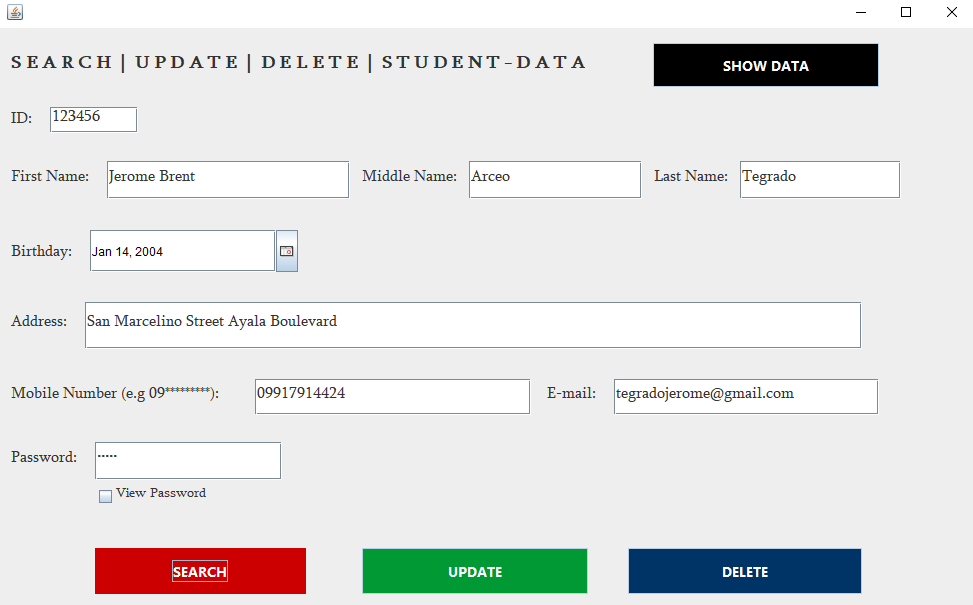 SEARCH | UPDATE | DELETE | STUDENT-DATA
SHOW DATA
ID: 123456
First Name: Jerome Brent Middle Name: Arceo Last Name: Tegrado
Birthday: Jan 14, 2004
Address: San Marcelino Street Ayala Boulevard
Mobile Number (e.g 09*********): 09917914424 E-mail: tegradojerome@gmail.com
Password: •••••
View Password
SEARCH UPDATE DELETE